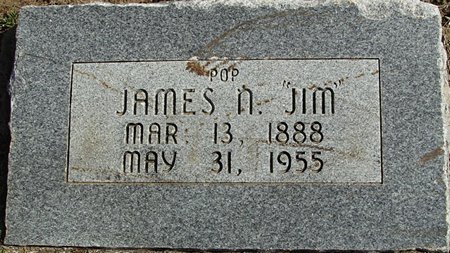 POP
JAMES N. "JIM"
MAR. 13, 1888
MAY 31, 1955